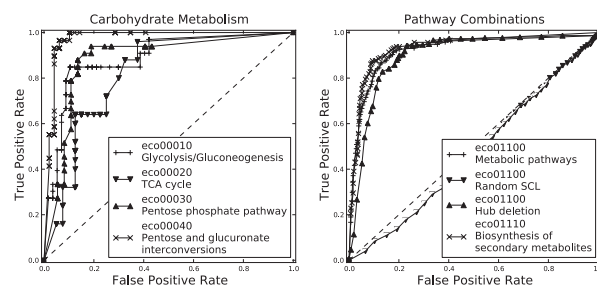 Carbohydrate Metabolism
True Positive Rate
1.0
0.8
0.6
0.4
0.2
0.0
0.0 0.2 0.4 0.6 0.8 1.0
False Positive Rate
eco00010
Glycolysis/Gluconeogenesis
eco00020
TCA cycle
eco00030
Pentose phosphate pathway
eco00040
Pentose and glucuronate
interconversions
Pathway Combinations
True Positive Rate
1.0
0.8
0.6
0.4
0.2
0.0
0.0 0.2 0.4 0.6 0.8 1.0
False Positive Rate
eco01100
Metabolic pathways
eco01100
Random SCL
eco01100
Hub deletion
eco01110
Biosynthesis of
secondary metabolites